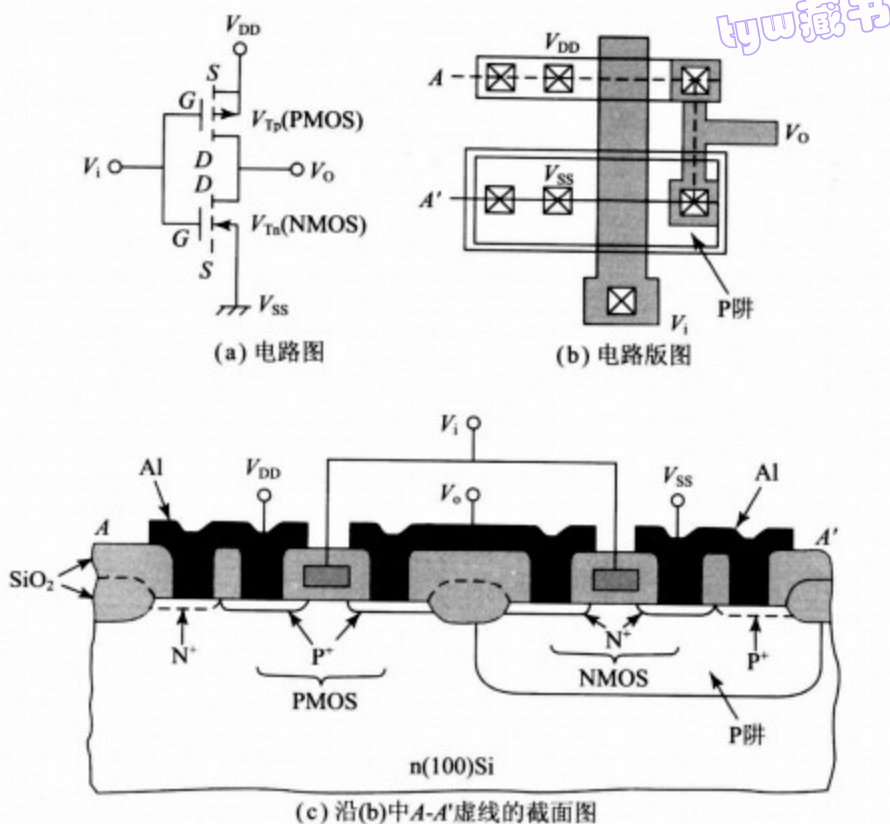 tyw藏书
V_DD
S
G
V_Tp(PMOS)
V_i
D
D
V_O
V_Tn(NMOS)
G
S
V_SS
(a) 电路图
V_DD
A
V_O
V_SS
A'
P阱
V_i
(b) 电路版图
V_i
Al
V_DD
V_o
V_SS
Al
A
A'
SiO₂
N⁺
P⁺
N⁺
P⁺
PMOS
NMOS
P阱
n(100)Si
(c) 沿(b)中A-A'虚线的截面图